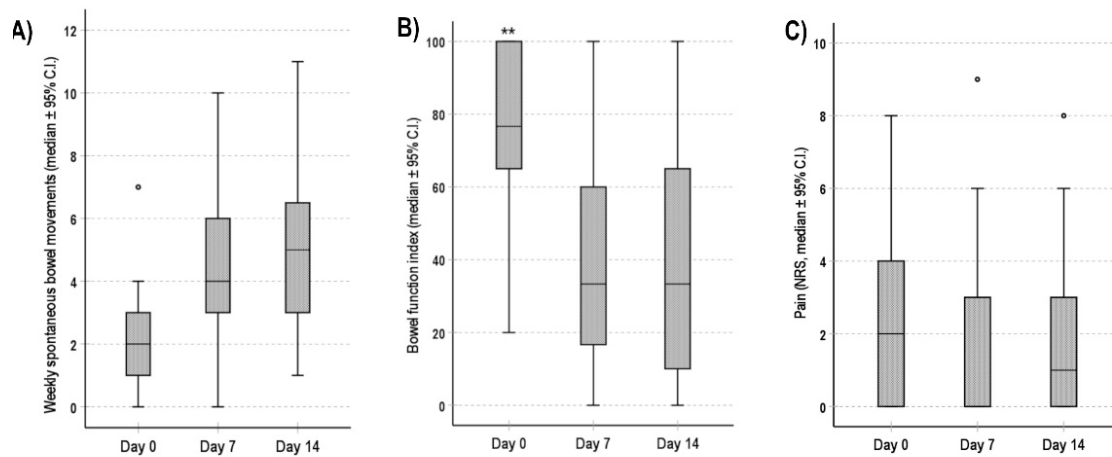 A)
Weekly spontaneous bowel movements (median ± 95% C.I.)
12
10
8
6
4
2
0
Day 0 Day 7 Day 14
B)
Bowel function index (median ± 95% C.I.)
100
80
60
40
20
0
**
Day 0 Day 7 Day 14
C)
Pain (NRS, median ± 95% C.I.)
10
8
6
4
2
0
Day 0 Day 7 Day 14